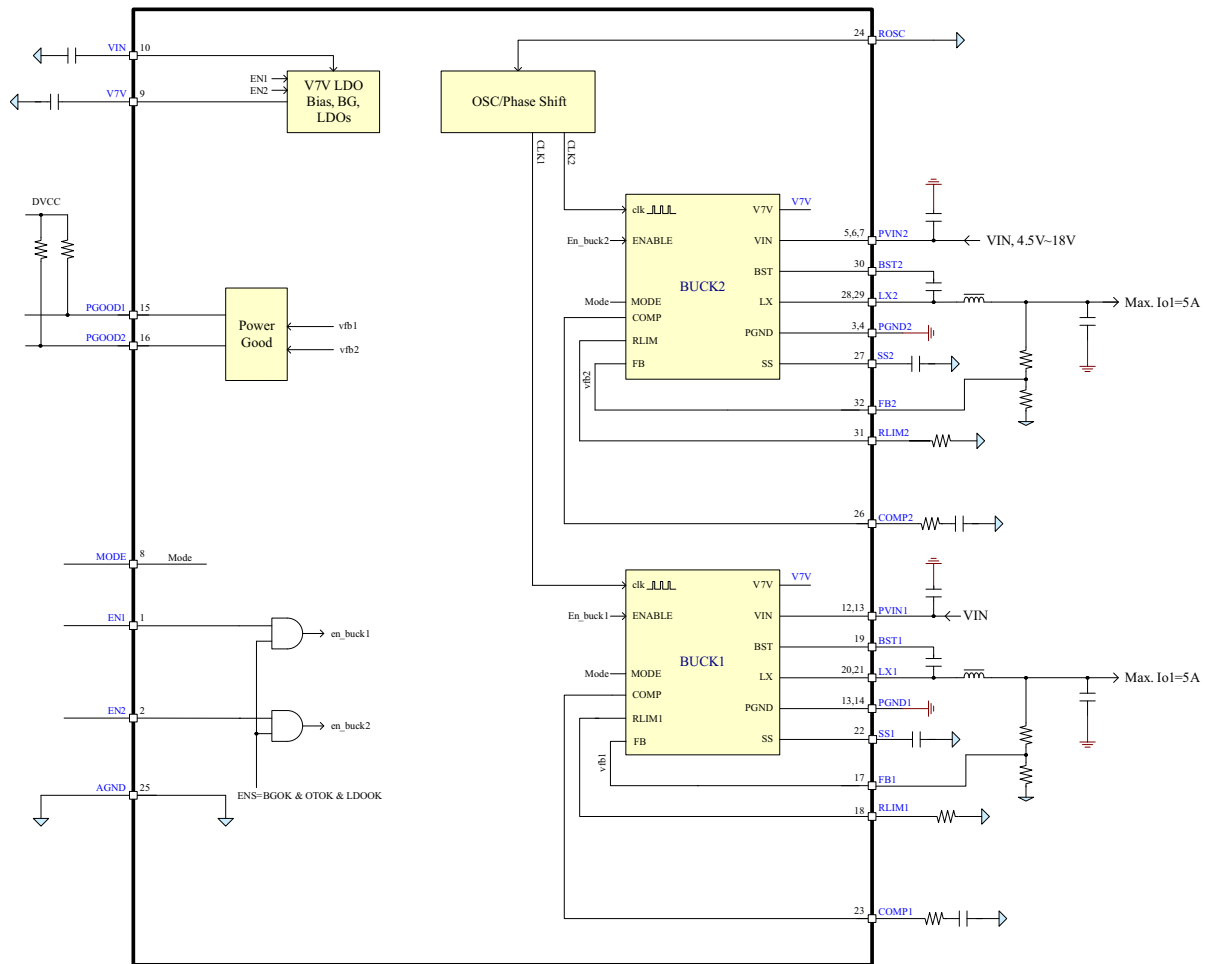 VIN
10
V7V
9
EN1
EN2
V7V LDO
Bias, BG,
LDOs
24
ROSC
OSC/Phase Shift
CLK1
CLK2
DVCC
PGOOD1
15
PGOOD2
16
Power
Good
vfb1
vfb2
clk
V7V
V7V
En_buck2
ENABLE
VIN
5,6,7
PVIN2
VIN, 4.5V~18V
BST
30
BST2
BUCK2
Mode
MODE
LX
28,29
LX2
Max. Io1=5A
COMP
PGND
3,4
PGND2
RLIM
FB
SS
27
SS2
vfb2
32
FB2
31
RLIM2
26
COMP2
MODE
8
Mode
EN1
1
en_buck1
EN2
2
en_buck2
AGND
25
ENS=BGOK & OTOK & LDOOK
clk
V7V
V7V
En_buck1
ENABLE
VIN
12,13
PVIN1
VIN
BST
19
BST1
BUCK1
Mode
MODE
LX
20,21
LX1
Max. Io1=5A
COMP
PGND
13,14
PGND1
RLIM1
FB
SS
22
SS1
vfb1
17
FB1
18
RLIM1
23
COMP1